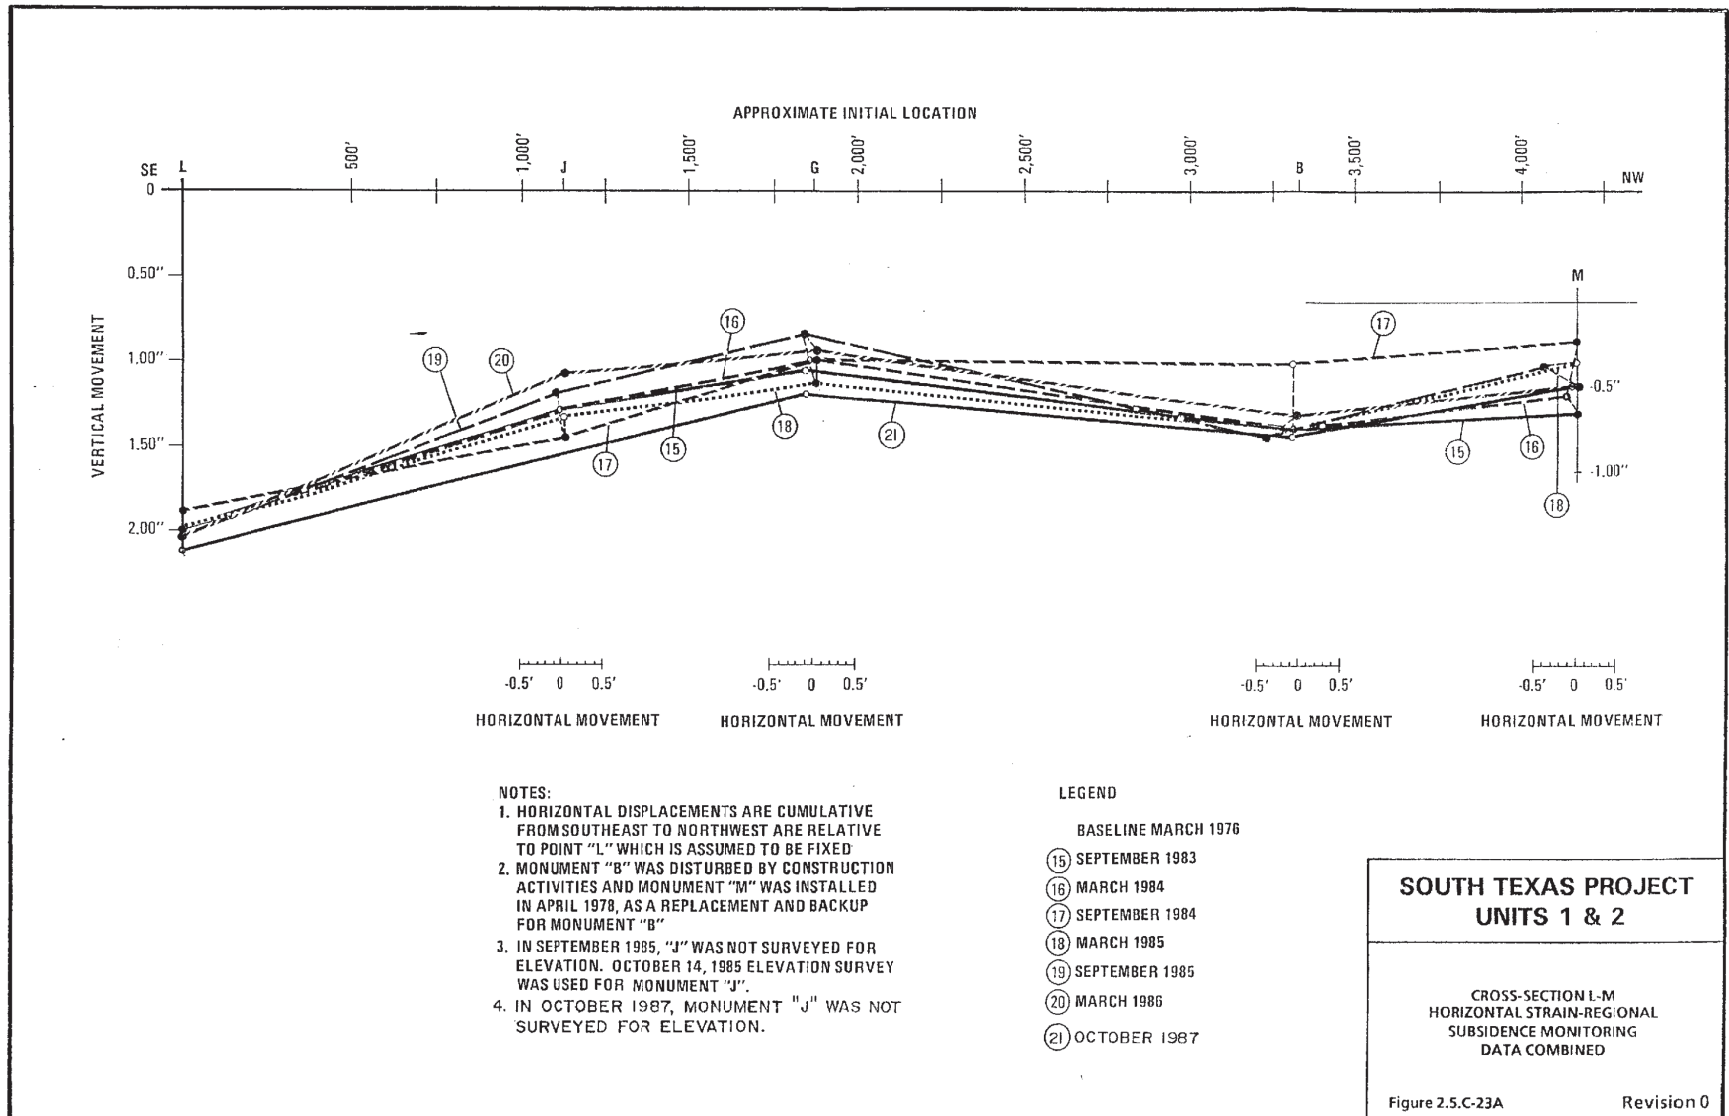 APPROXIMATE INITIAL LOCATION
SE L 500' 1,000' J 1,500' G 2,000' 2,500' 3,000' B 3,500' 4,000' NW
0
0.50"
1.00"
1.50"
2.00"
VERTICAL MOVEMENT
M
-0.5"
-1.00"
19 20 16 17
17 15 18 21 15 16
18
-0.5' 0 0.5' -0.5' 0 0.5' -0.5' 0 0.5' -0.5' 0 0.5'
HORIZONTAL MOVEMENT HORIZONTAL MOVEMENT HORIZONTAL MOVEMENT HORIZONTAL MOVEMENT
NOTES:
1. HORIZONTAL DISPLACEMENTS ARE CUMULATIVE
FROM SOUTHEAST TO NORTHWEST ARE RELATIVE
TO POINT "L" WHICH IS ASSUMED TO BE FIXED
2. MONUMENT "B" WAS DISTURBED BY CONSTRUCTION
ACTIVITIES AND MONUMENT "M" WAS INSTALLED
IN APRIL 1978, AS A REPLACEMENT AND BACKUP
FOR MONUMENT "B"
3. IN SEPTEMBER 1985, "J" WAS NOT SURVEYED FOR
ELEVATION. OCTOBER 14, 1985 ELEVATION SURVEY
WAS USED FOR MONUMENT "J".
4. IN OCTOBER 1987, MONUMENT "J" WAS NOT
SURVEYED FOR ELEVATION.
LEGEND
BASELINE MARCH 1976
15 SEPTEMBER 1983
16 MARCH 1984
17 SEPTEMBER 1984
18 MARCH 1985
19 SEPTEMBER 1985
20 MARCH 1986
21 OCTOBER 1987
SOUTH TEXAS PROJECT
UNITS 1 & 2
CROSS-SECTION L-M
HORIZONTAL STRAIN-REGIONAL
SUBSIDENCE MONITORING
DATA COMBINED
Figure 2.5.C-23A Revision 0